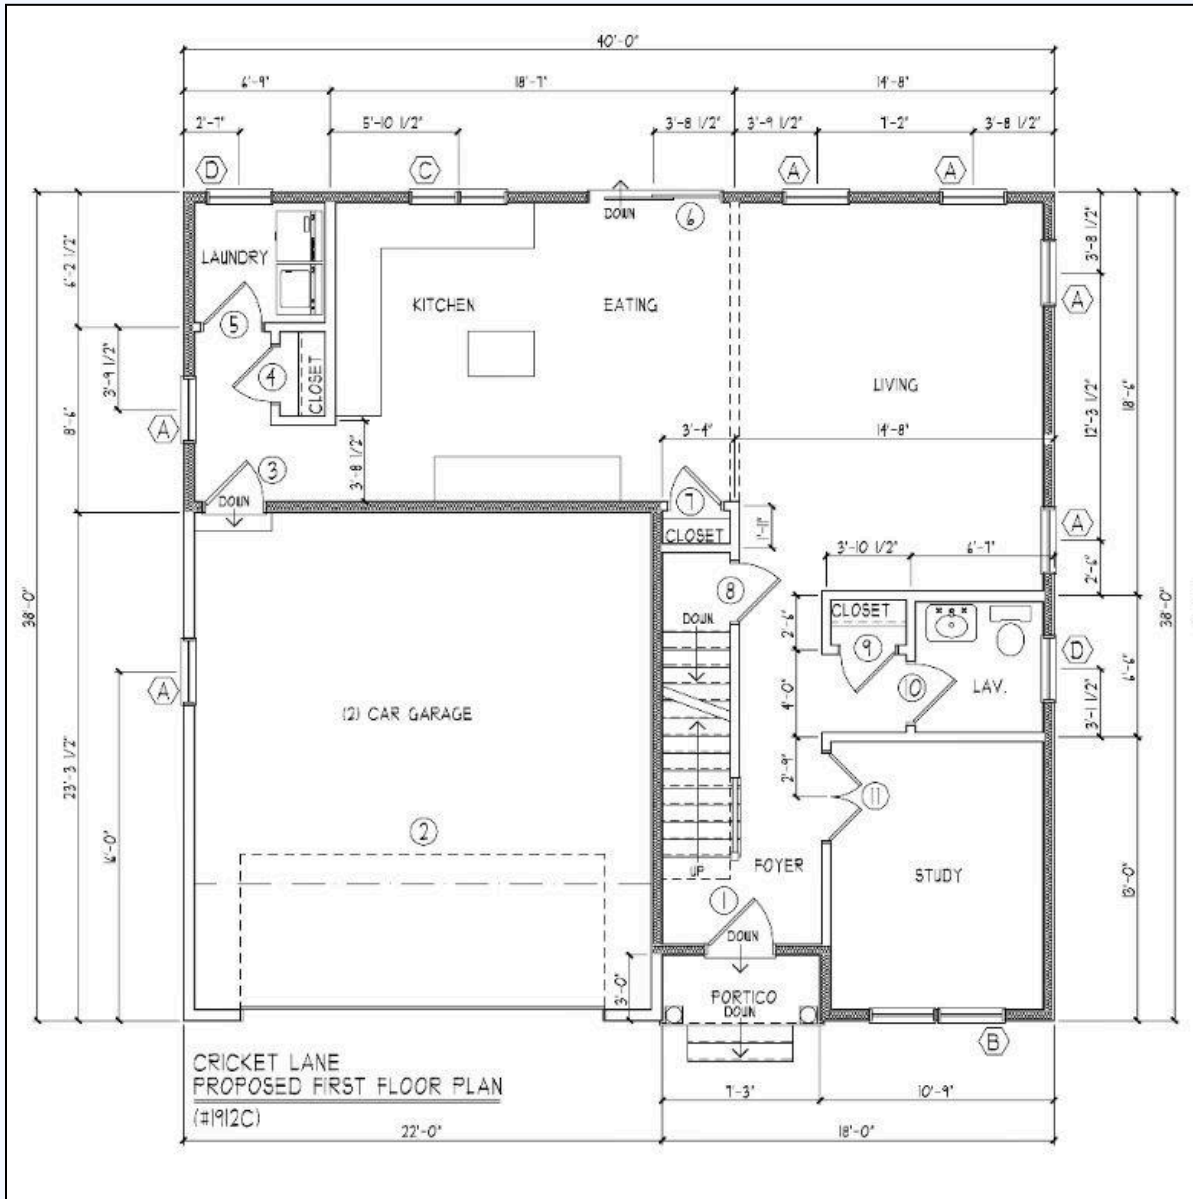 40'-0"
6'-9" 18'-7" 14'-8"
2'-7" 5'-10 1/2" 3'-8 1/2" 3'-9 1/2" 7'-2" 3'-8 1/2"
D C A A
DOWN 6
6'-2 1/2" LAUNDRY 3'-8 1/2"
KITCHEN EATING A
5
3'-9 1/2" 4 CLOSET LIVING 12'-3 1/2" 18'-6"
8'-6" A 3'-4" 14'-8"
3 3'-8 1/2"
DOWN 7 A
CLOSET 1'-11" 3'-10 1/2" 6'-7" 2'-6"
38'-0" 8 CLOSET 38'-0"
DOWN 2'-6" 9 D 6'-6"
A 10 LAV.
(2) CAR GARAGE 4'-0" 3'-1 1/2"
23'-3 1/2" 2'-9" 11
2
UP FOYER STUDY 13'-0"
1
DOWN
3'-0" PORTICO
DOWN
B
CRICKET LANE
PROPOSED FIRST FLOOR PLAN
(#1912C)
7'-3" 10'-9"
22'-0" 18'-0"